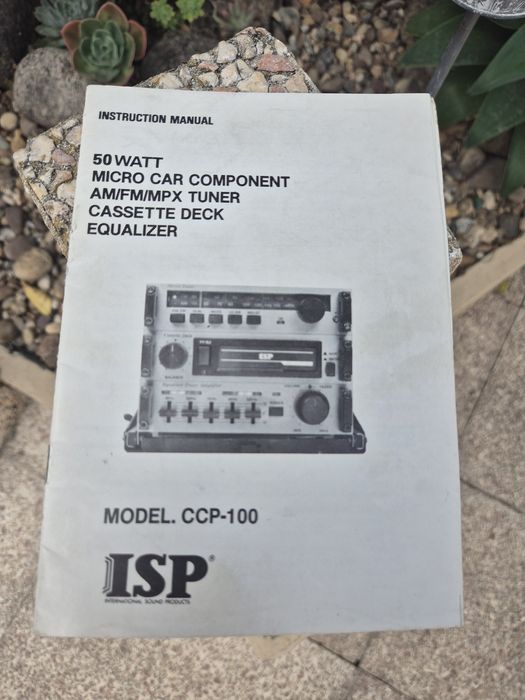 INSTRUCTION MANUAL
50 WATT
MICRO CAR COMPONENT
AM/FM/MPX TUNER
CASSETTE DECK
EQUALIZER
ISP
MODEL. CCP-100
ISP®
INTERNATIONAL SOUND PRODUCTS